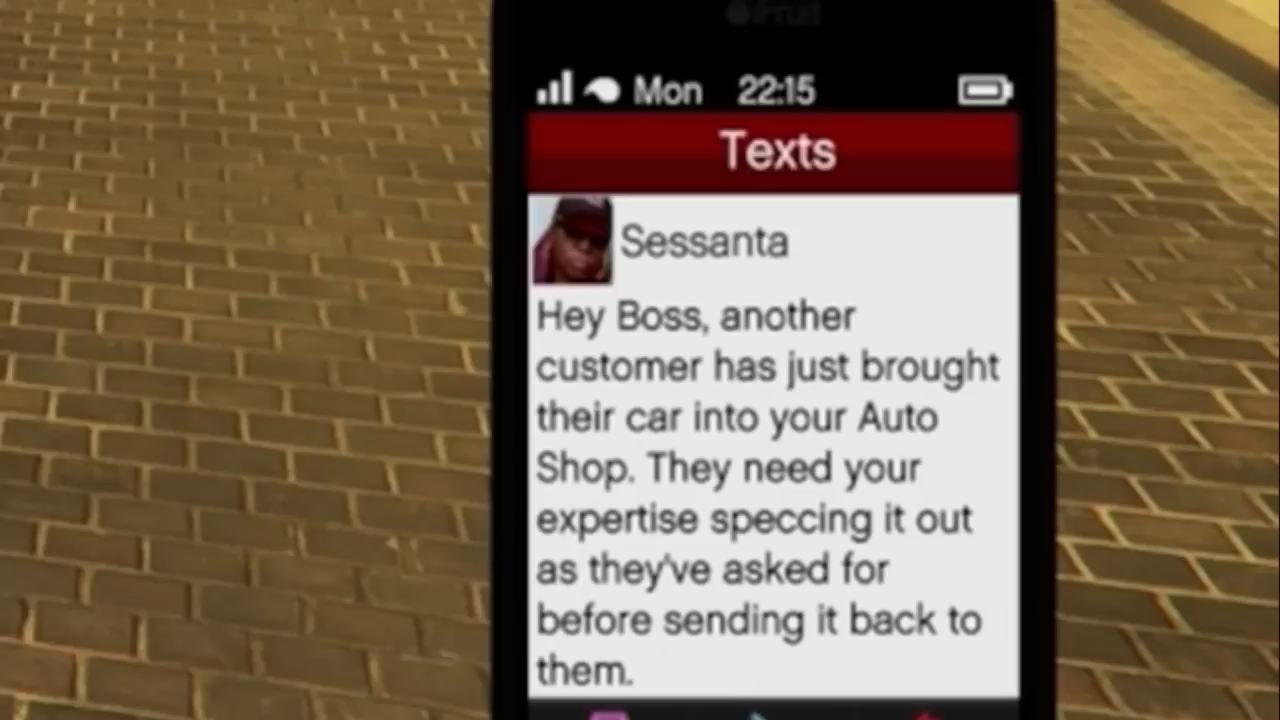 iFruit
Mon 22:15
Texts
Sessanta
Hey Boss, another
customer has just brought
their car into your Auto
Shop. They need your
expertise speccing it out
as they've asked for
before sending it back to
them.